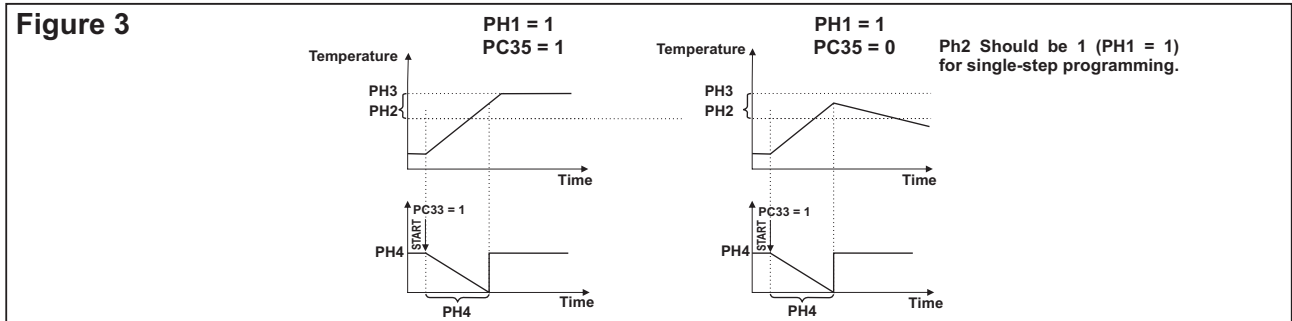 Figure 3
PH1 = 1
PC35 = 1
Temperature
PH3
PH2
Time
PC33 = 1
START
PH4
Time
PH4
PH1 = 1
PC35 = 0
Temperature
PH3
PH2
Time
PC33 = 1
START
PH4
Time
PH4
Ph2 Should be 1 (PH1 = 1)
for single-step programming.